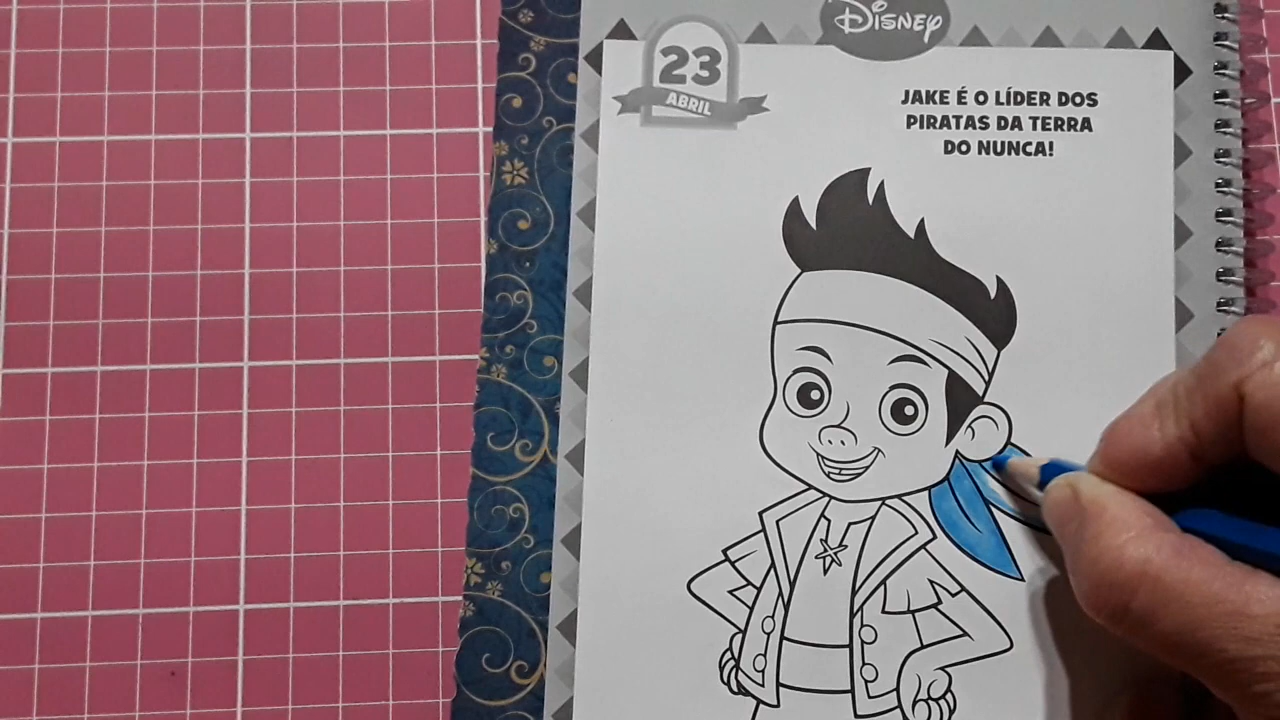 Disney
23
ABRIL
JAKE É O LÍDER DOS
PIRATAS DA TERRA
DO NUNCA!